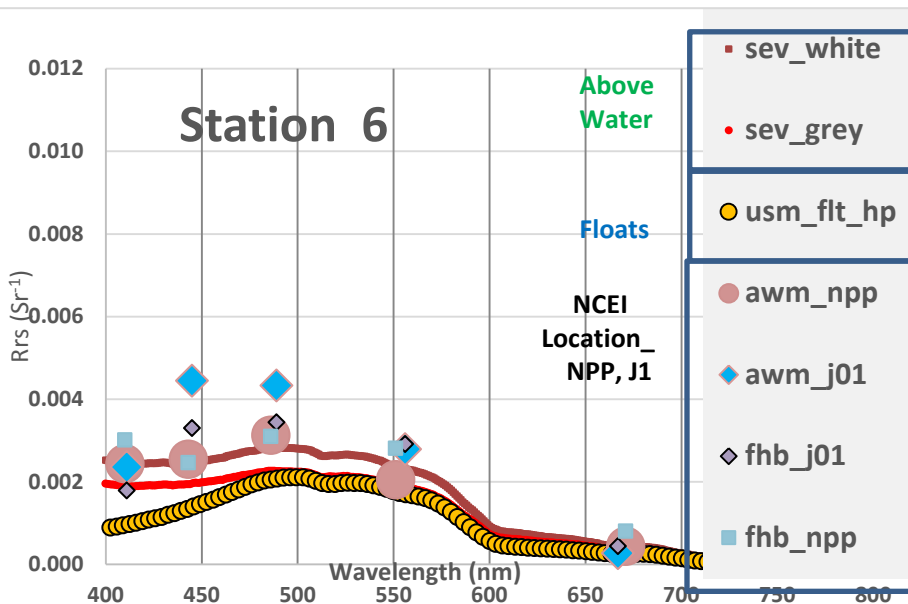 0.012
0.010
0.008
0.006
0.004
0.002
0.000
Rrs (Sr-1)
Station 6
Above
Water
Floats
NCEI
Location_
NPP, J1
Wavelength (nm)
400 450 500 550 600 650 700 750 800
sev_white
sev_grey
usm_flt_hp
awm_npp
awm_j01
fhb_j01
fhb_npp